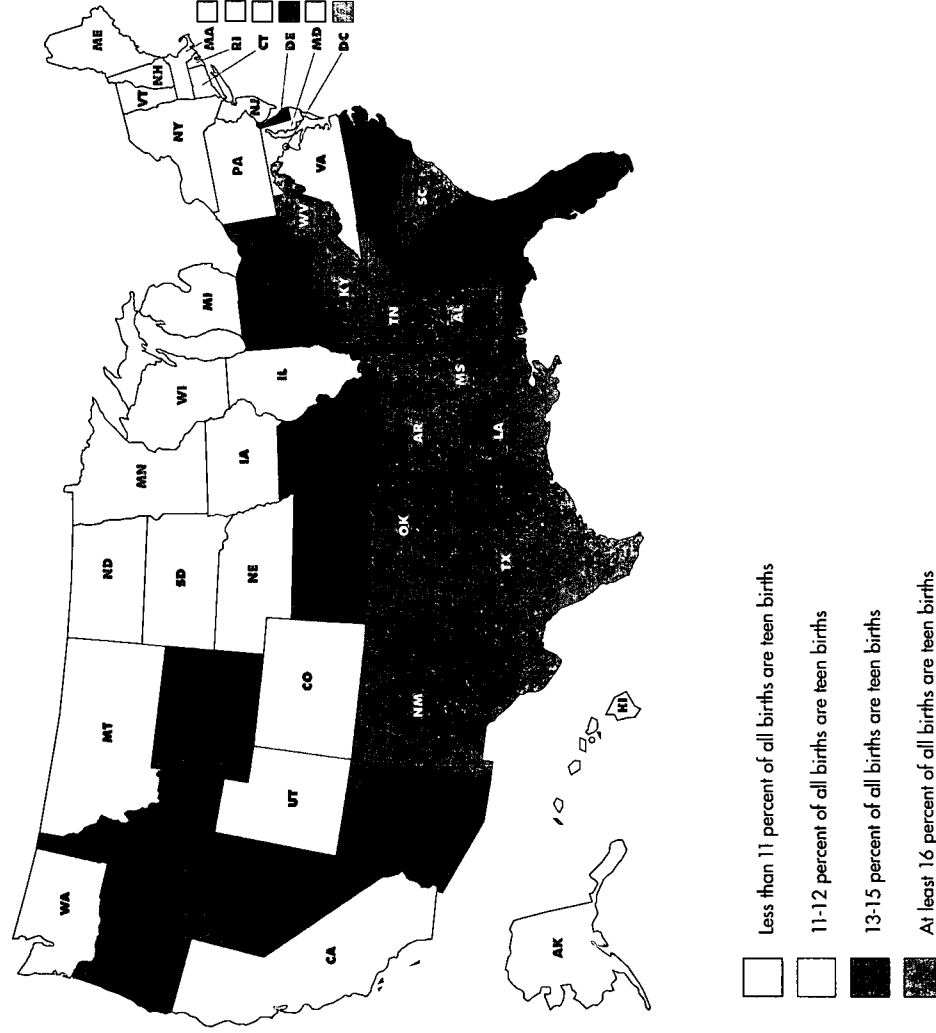 WA
MT
ND
MN
SD
WI
MI
NY
VT
NH
ME
MA
RI
CT
DE
MD
DC
NE
IA
IL
PA
NJ
UT
CO
WV
VA
CA
KY
NM
OK
AR
TN
SC
TX
LA
MS
AL
AK
HI
Less than 11 percent of all births are teen births
11-12 percent of all births are teen births
13-15 percent of all births are teen births
At least 16 percent of all births are teen births